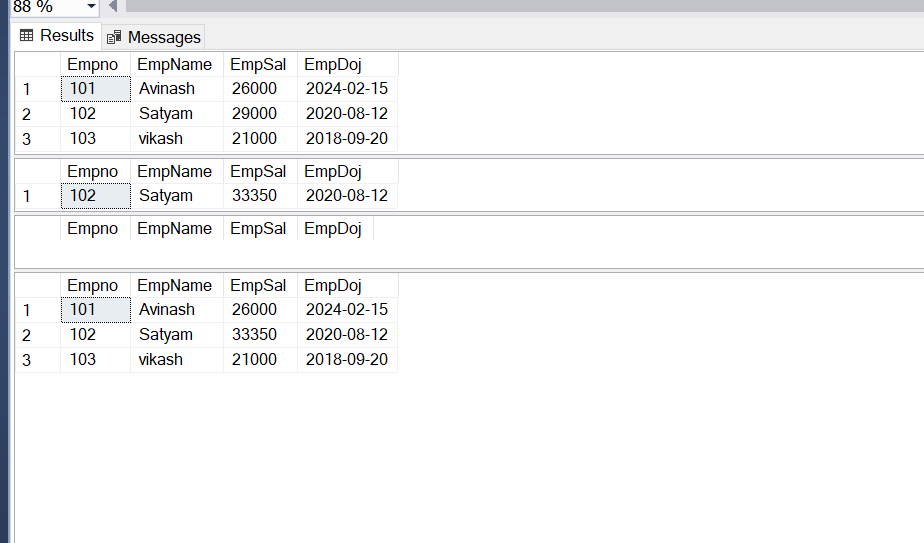 88 %
Results Messages
Empno EmpName EmpSal EmpDoj
1 101 Avinash 26000 2024-02-15
2 102 Satyam 29000 2020-08-12
3 103 vikash 21000 2018-09-20
Empno EmpName EmpSal EmpDoj
1 102 Satyam 33350 2020-08-12
Empno EmpName EmpSal EmpDoj
Empno EmpName EmpSal EmpDoj
1 101 Avinash 26000 2024-02-15
2 102 Satyam 33350 2020-08-12
3 103 vikash 21000 2018-09-20